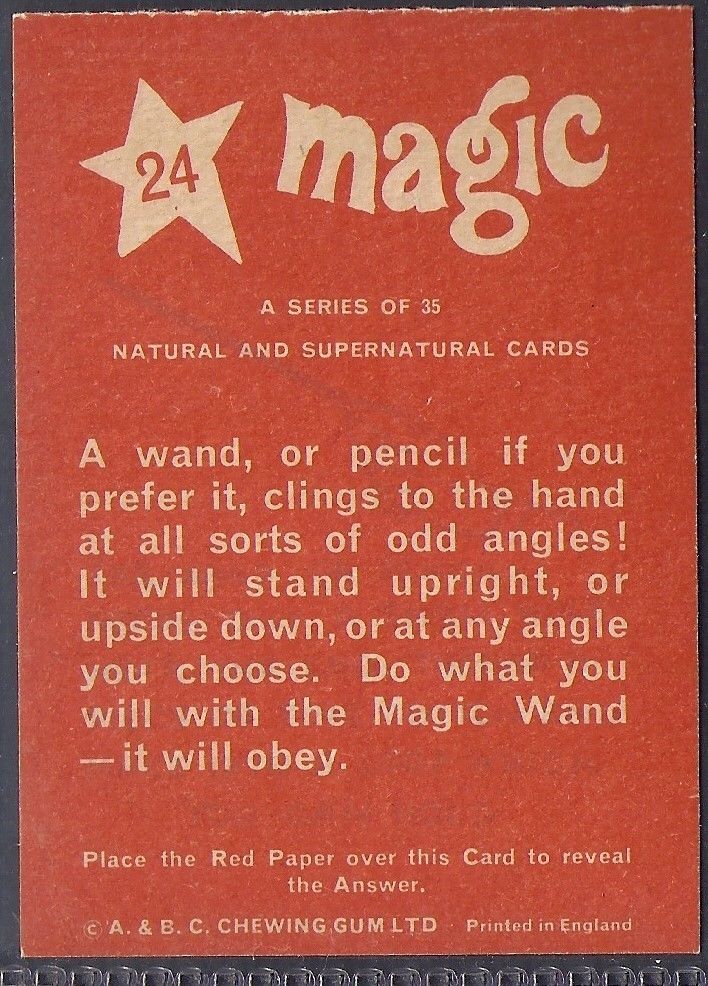 24 magic
A SERIES OF 35
NATURAL AND SUPERNATURAL CARDS
A wand, or pencil if you
prefer it, clings to the hand
at all sorts of odd angles!
It will stand upright, or
upside down, or at any angle
you choose. Do what you
will with the Magic Wand
— it will obey.
Place the Red Paper over this Card to reveal
the Answer.
© A. & B. C. CHEWING GUM LTD Printed in England